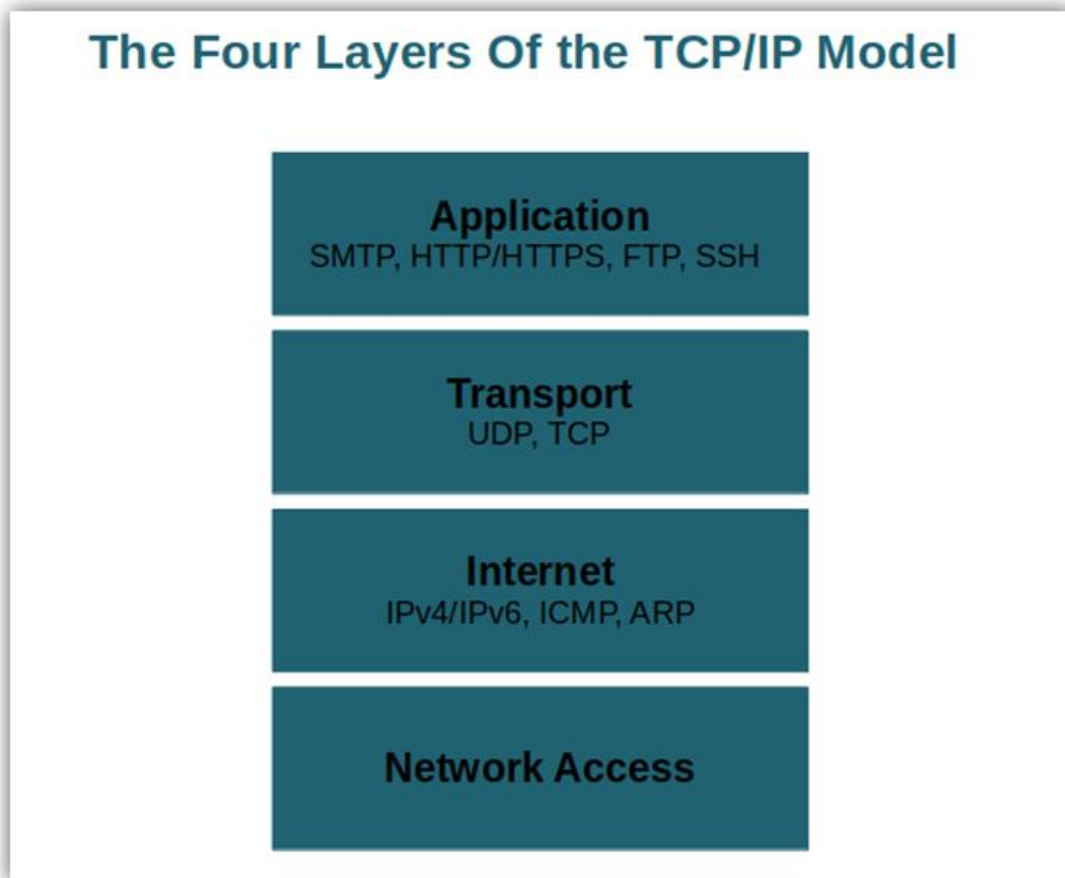 The Four Layers Of the TCP/IP Model
Application
SMTP, HTTP/HTTPS, FTP, SSH
Transport
UDP, TCP
Internet
IPv4/IPv6, ICMP, ARP
Network Access